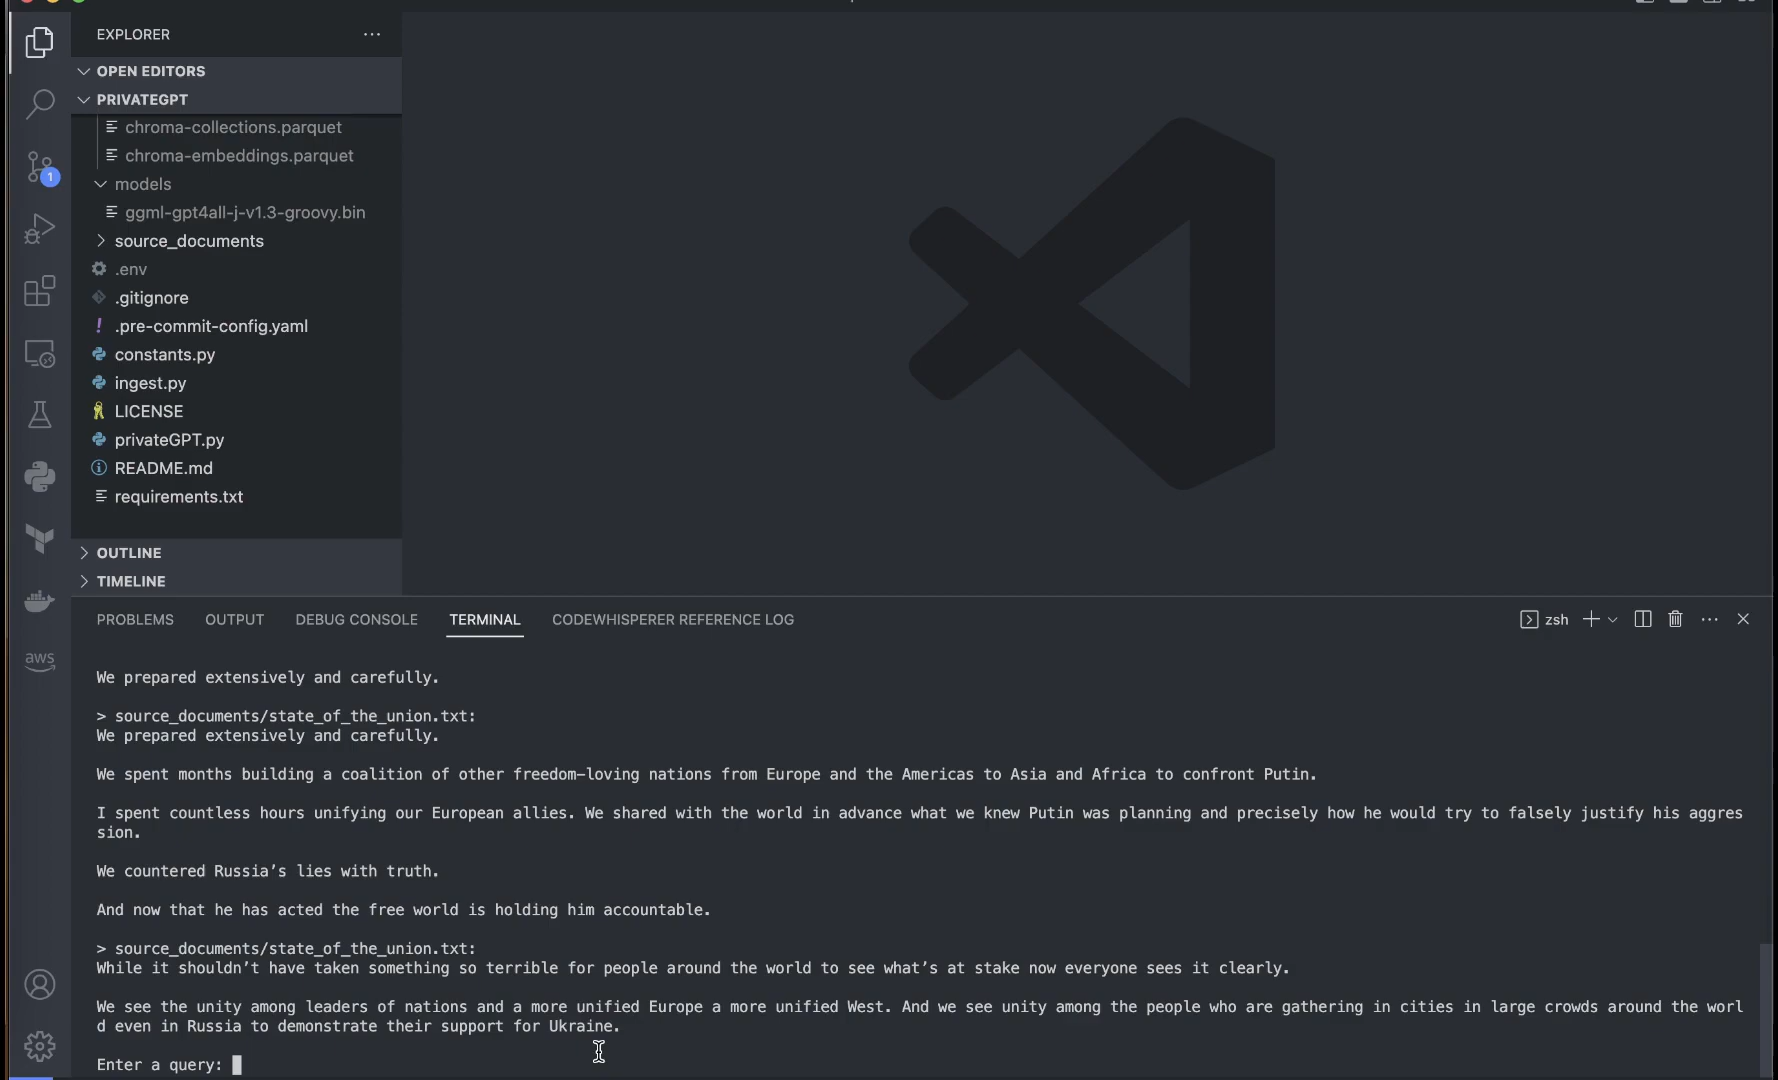 EXPLORER
OPEN EDITORS
PRIVATEGPT
chroma-collections.parquet
chroma-embeddings.parquet
models
ggml-gpt4all-j-v1.3-groovy.bin
source_documents
.env
.gitignore
.pre-commit-config.yaml
constants.py
ingest.py
LICENSE
privateGPT.py
README.md
requirements.txt
OUTLINE
TIMELINE
1
aws
PROBLEMS OUTPUT DEBUG CONSOLE TERMINAL CODEWHISPERER REFERENCE LOG zsh
We prepared extensively and carefully.
> source_documents/state_of_the_union.txt:
We prepared extensively and carefully.
We spent months building a coalition of other freedom-loving nations from Europe and the Americas to Asia and Africa to confront Putin.
I spent countless hours unifying our European allies. We shared with the world in advance what we knew Putin was planning and precisely how he would try to falsely justify his aggres
sion.
We countered Russia's lies with truth.
And now that he has acted the free world is holding him accountable.
> source_documents/state_of_the_union.txt:
While it shouldn't have taken something so terrible for people around the world to see what's at stake now everyone sees it clearly.
We see the unity among leaders of nations and a more unified Europe a more unified West. And we see unity among the people who are gathering in cities in large crowds around the worl
d even in Russia to demonstrate their support for Ukraine.
Enter a query: